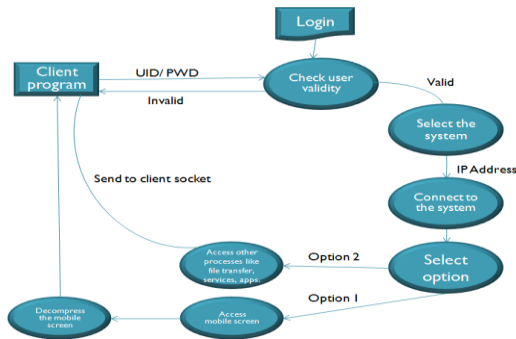 Login
Client
program
UID/ PWD
Check user
validity
Valid
Invalid
Select the
system
IP Address
Send to client socket
Connect to
the system
Access other
processes like
file transfer,
services, apps.
Option 2
Select
option
Option 1
Decompress
the mobile
screen
Access
mobile screen